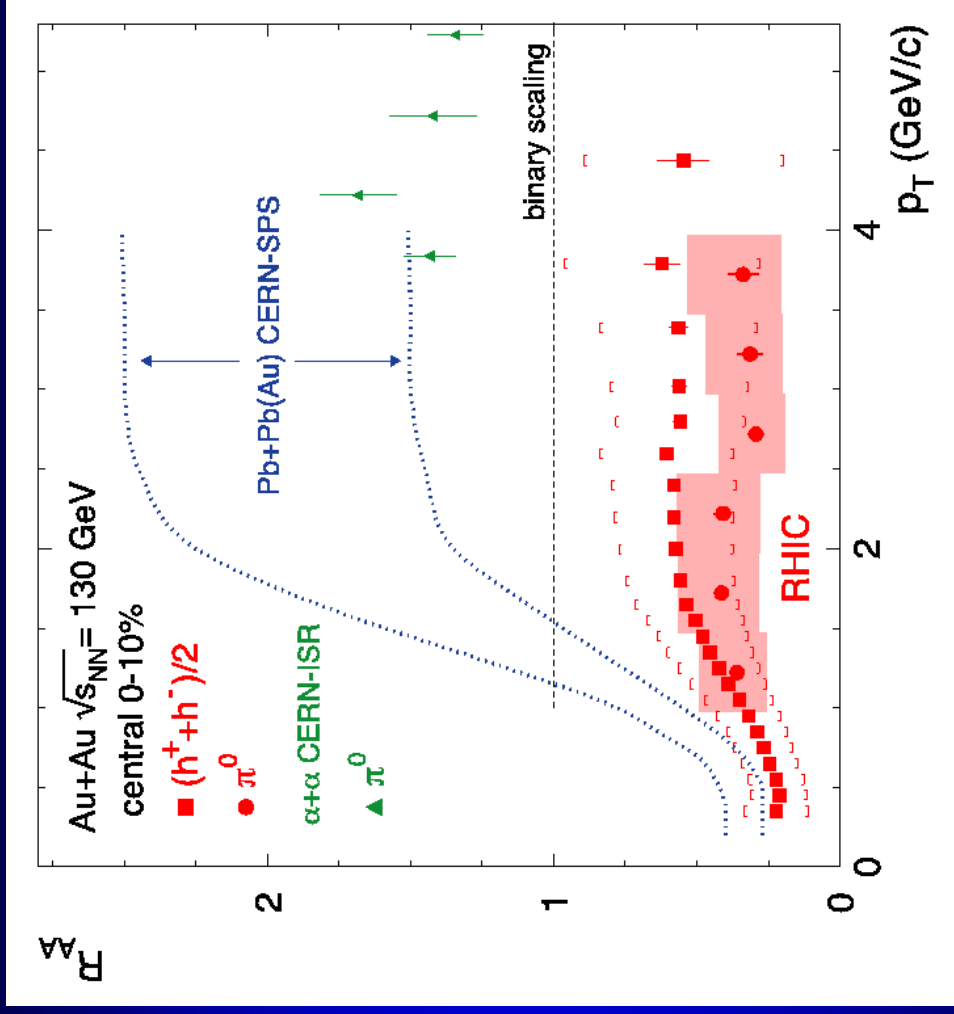 R_AA
2
1
0
Au+Au √s_NN = 130 GeV
central 0-10%
(h⁺+h⁻)/2
π⁰
α+α CERN-ISR
π⁰
Pb+Pb(Au) CERN-SPS
binary scaling
RHIC
0
2
4
p_T (GeV/c)